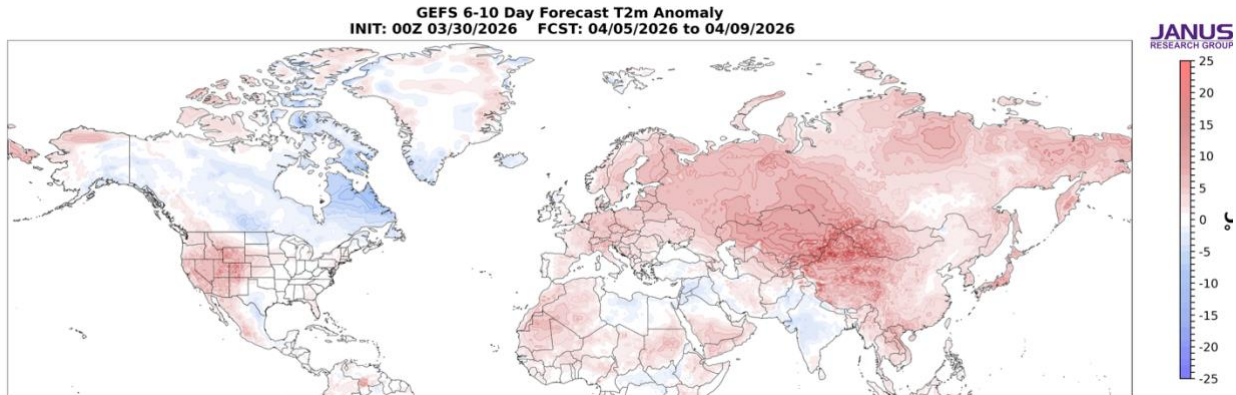 GEFS 6-10 Day Forecast T2m Anomaly
INIT: 00Z 03/30/2026 FCST: 04/05/2026 to 04/09/2026
JANUS
RESEARCH GROUP
25
20
15
10
5
0
-5
-10
-15
-20
-25
°C